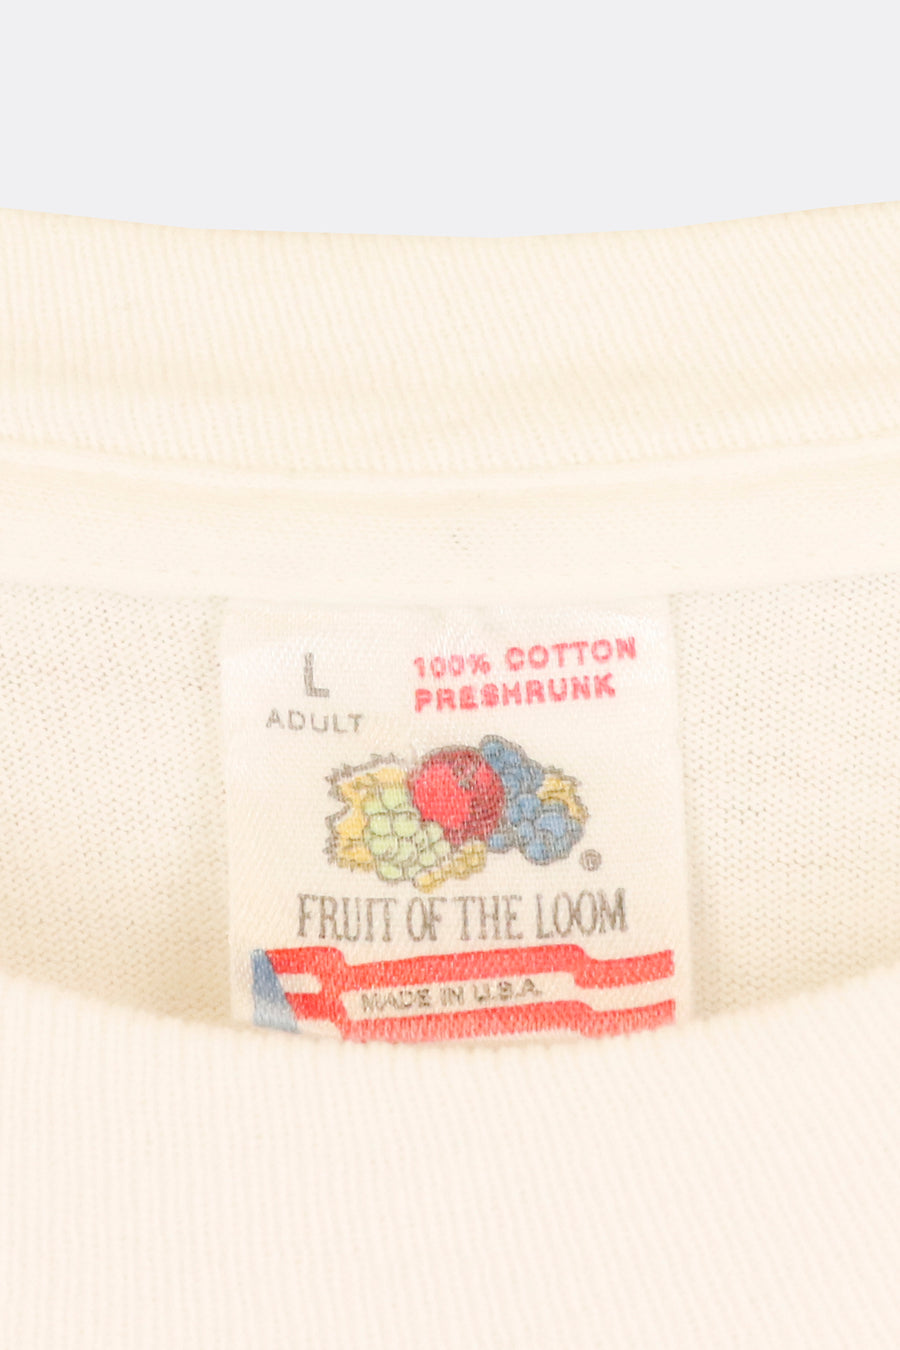 L
ADULT
100% COTTON
PRESHRUNK
®
FRUIT OF THE LOOM
MADE IN U.S.A.